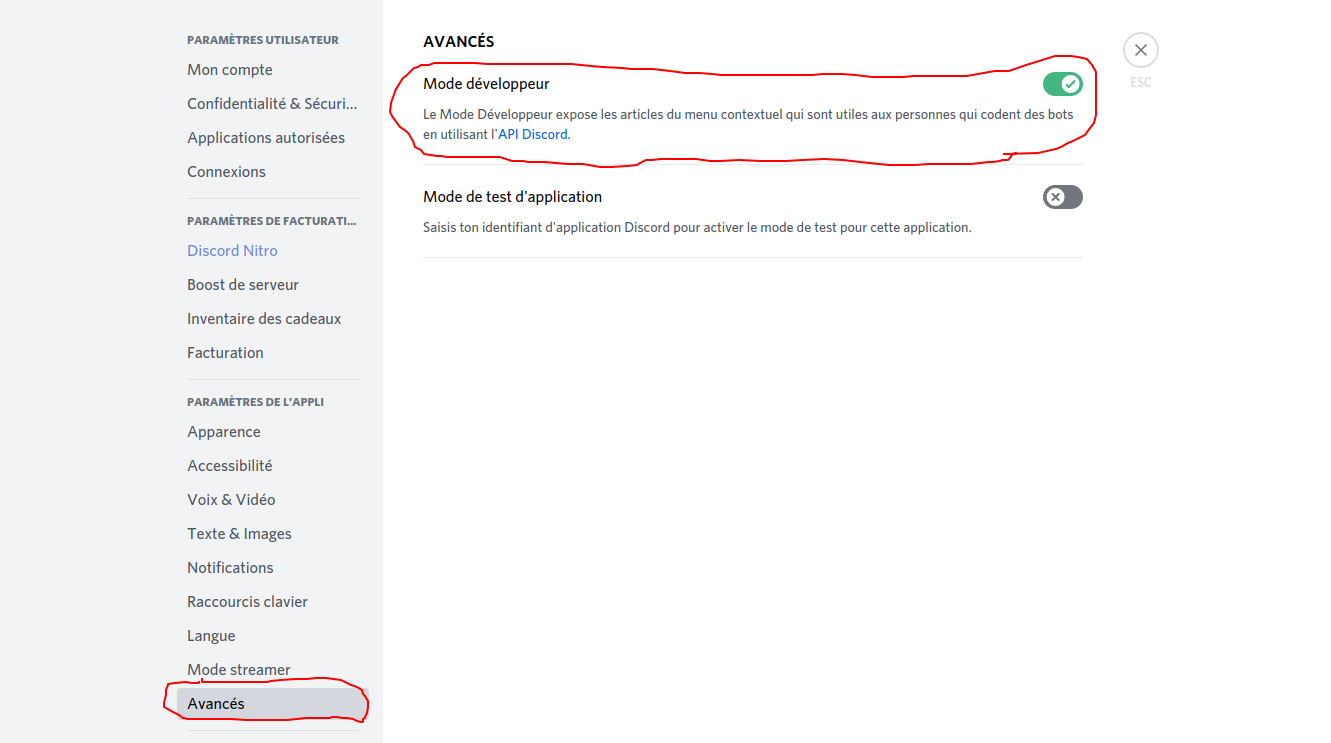 PARAMÈTRES UTILISATEUR
Mon compte
Confidentialité & Sécuri...
Applications autorisées
Connexions
PARAMÈTRES DE FACTURATI...
Discord Nitro
Boost de serveur
Inventaire des cadeaux
Facturation
PARAMÈTRES DE L'APPLI
Apparence
Accessibilité
Voix & Vidéo
Texte & Images
Notifications
Raccourcis clavier
Langue
Mode streamer
Avancés
AVANCÉS
Mode développeur
Le Mode Développeur expose les articles du menu contextuel qui sont utiles aux personnes qui codent des bots
en utilisant l'API Discord.
Mode de test d'application
Saisis ton identifiant d'application Discord pour activer le mode de test pour cette application.
ESC